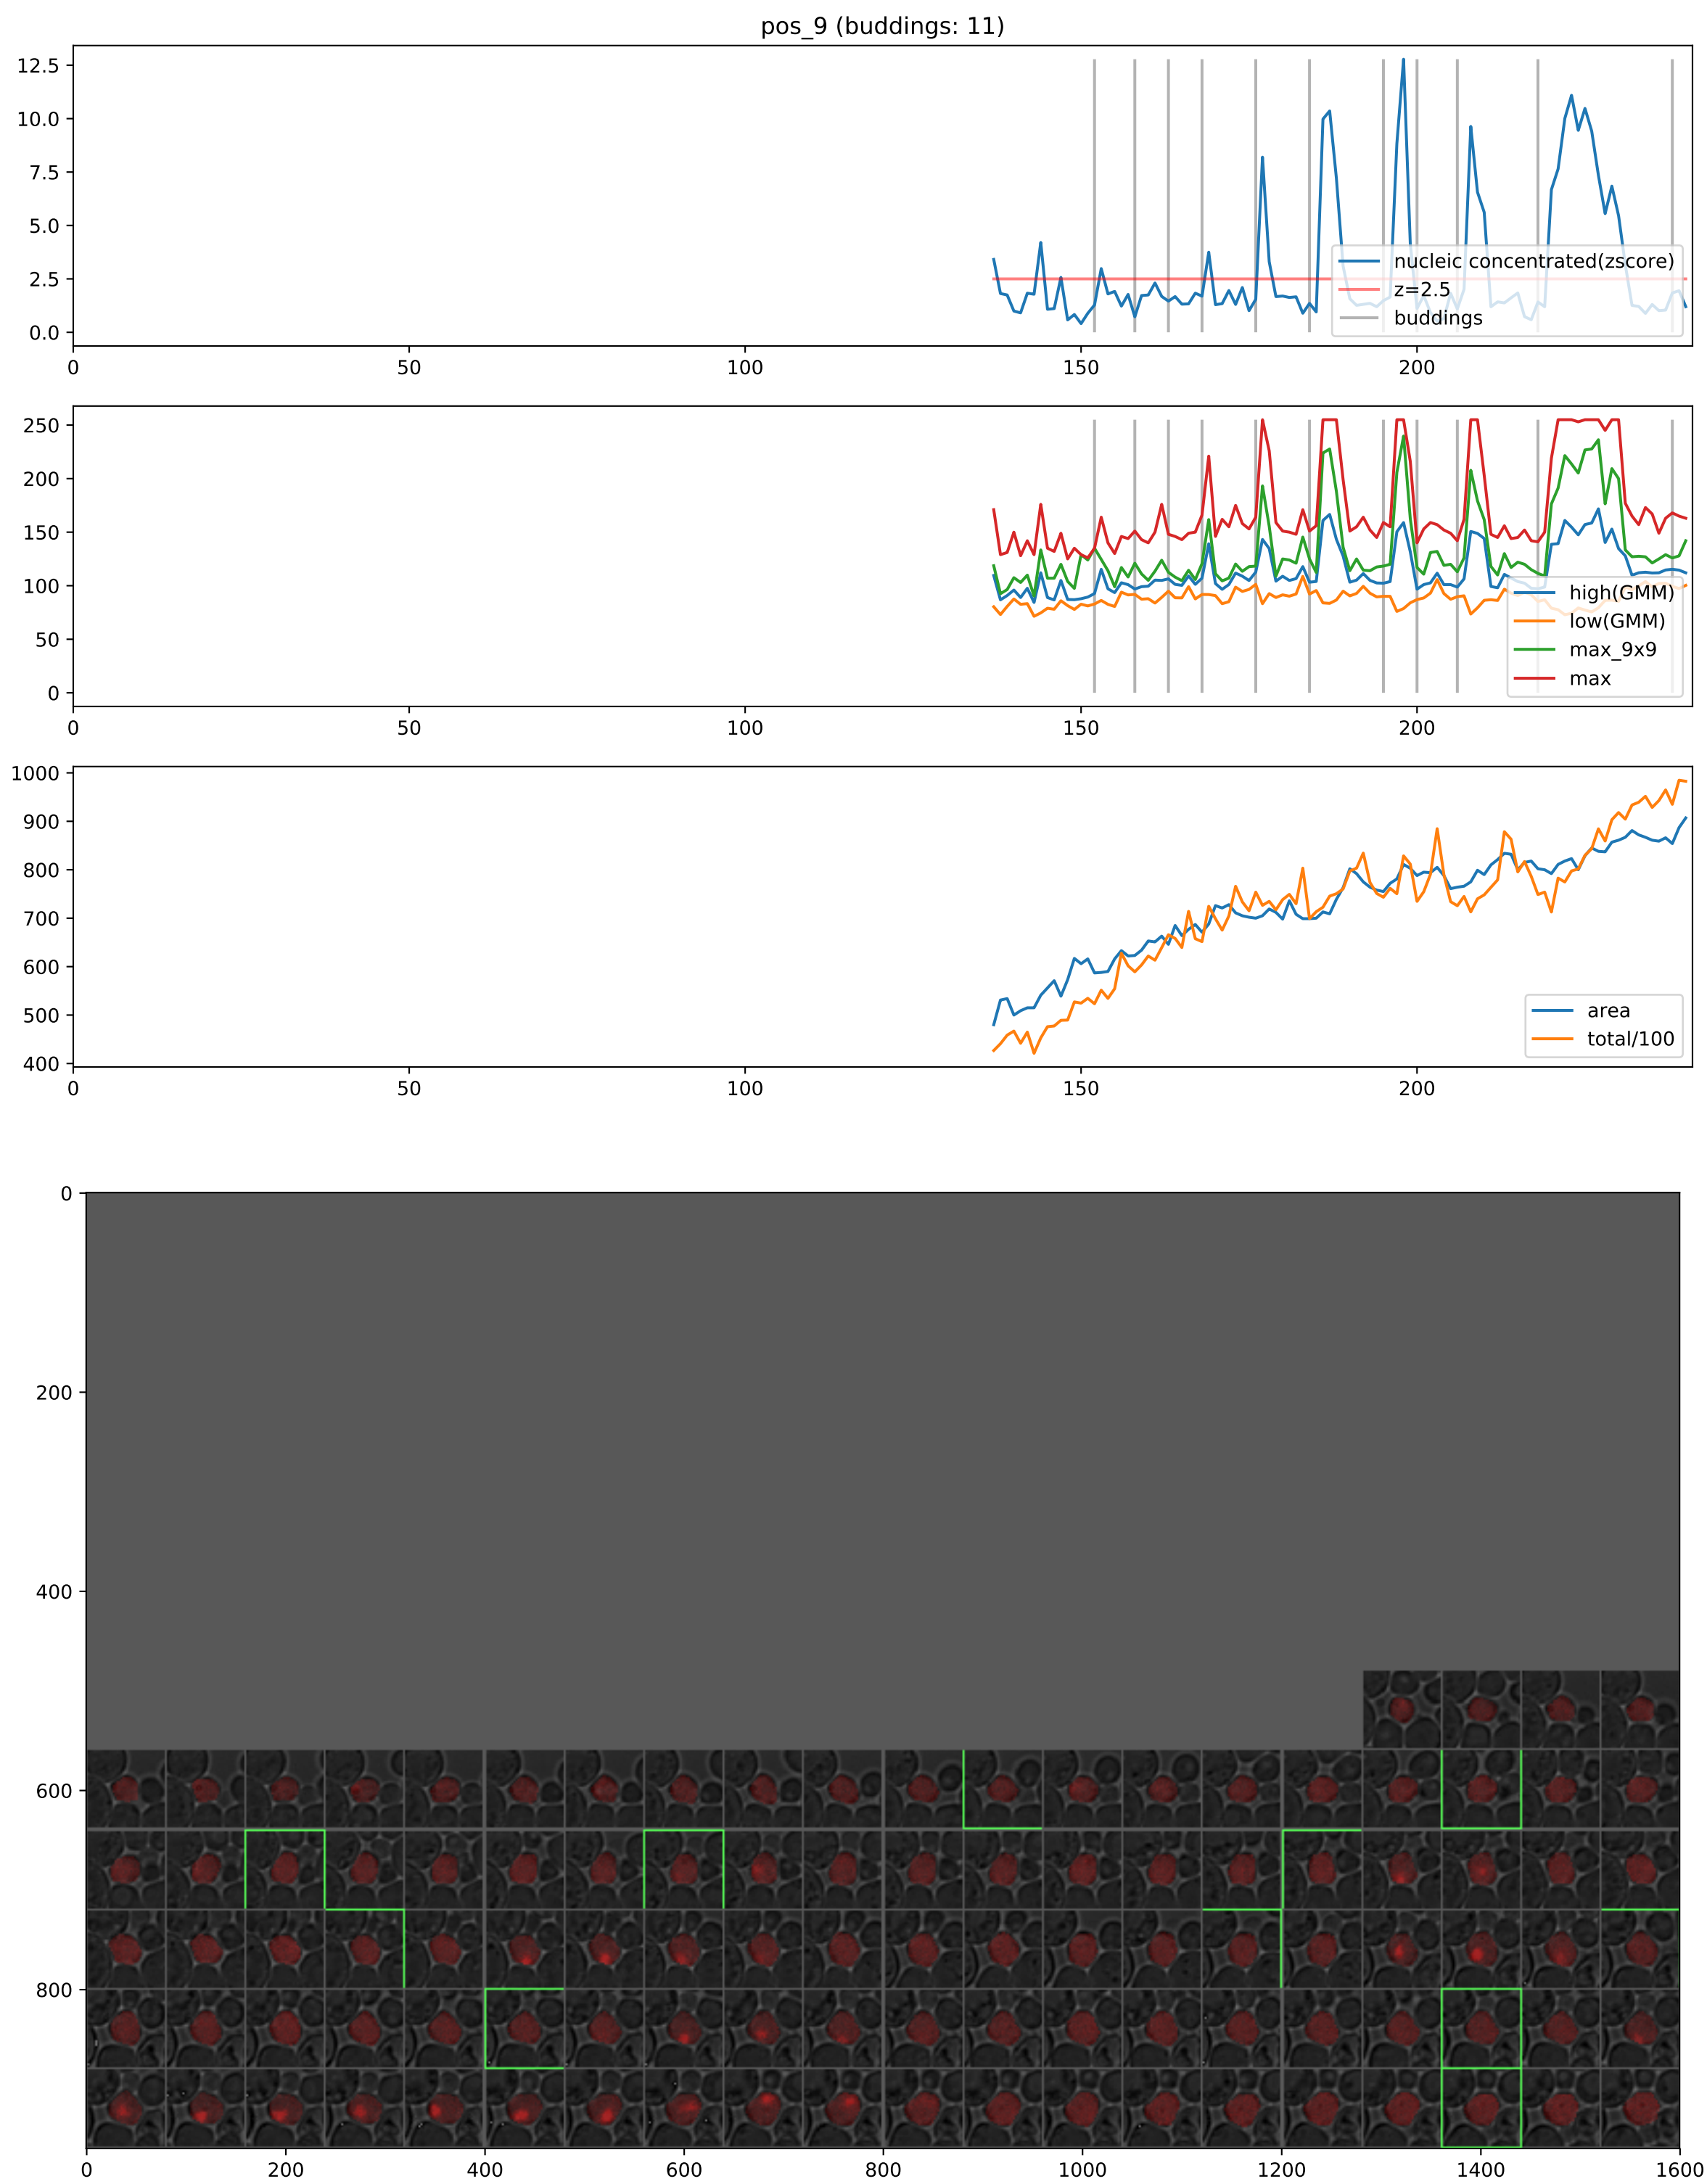 pos_9 (buddings: 11)
12.5
10.0
7.5
5.0
2.5
0.0
nucleic concentrated(zscore)
z=2.5
buddings
0 50 100 150 200
250
200
150
100
50
0
high(GMM)
low(GMM)
max_9x9
max
0 50 100 150 200
1000
900
800
700
600
500
400
area
total/100
0 50 100 150 200
0
200
400
600
800
0 200 400 600 800 1000 1200 1400 1600